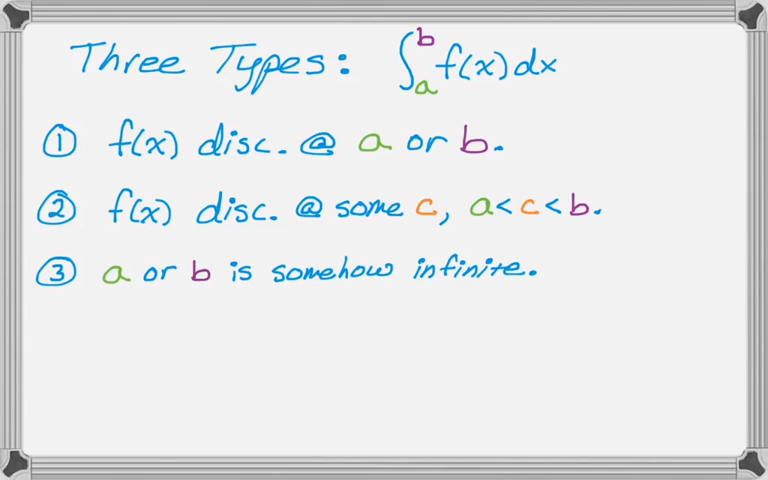 Three Types: ∫_a^b f(x)dx
① f(x) disc. @ a or b.
② f(x) disc. @ some c, a<c<b.
③ a or b is somehow infinite.